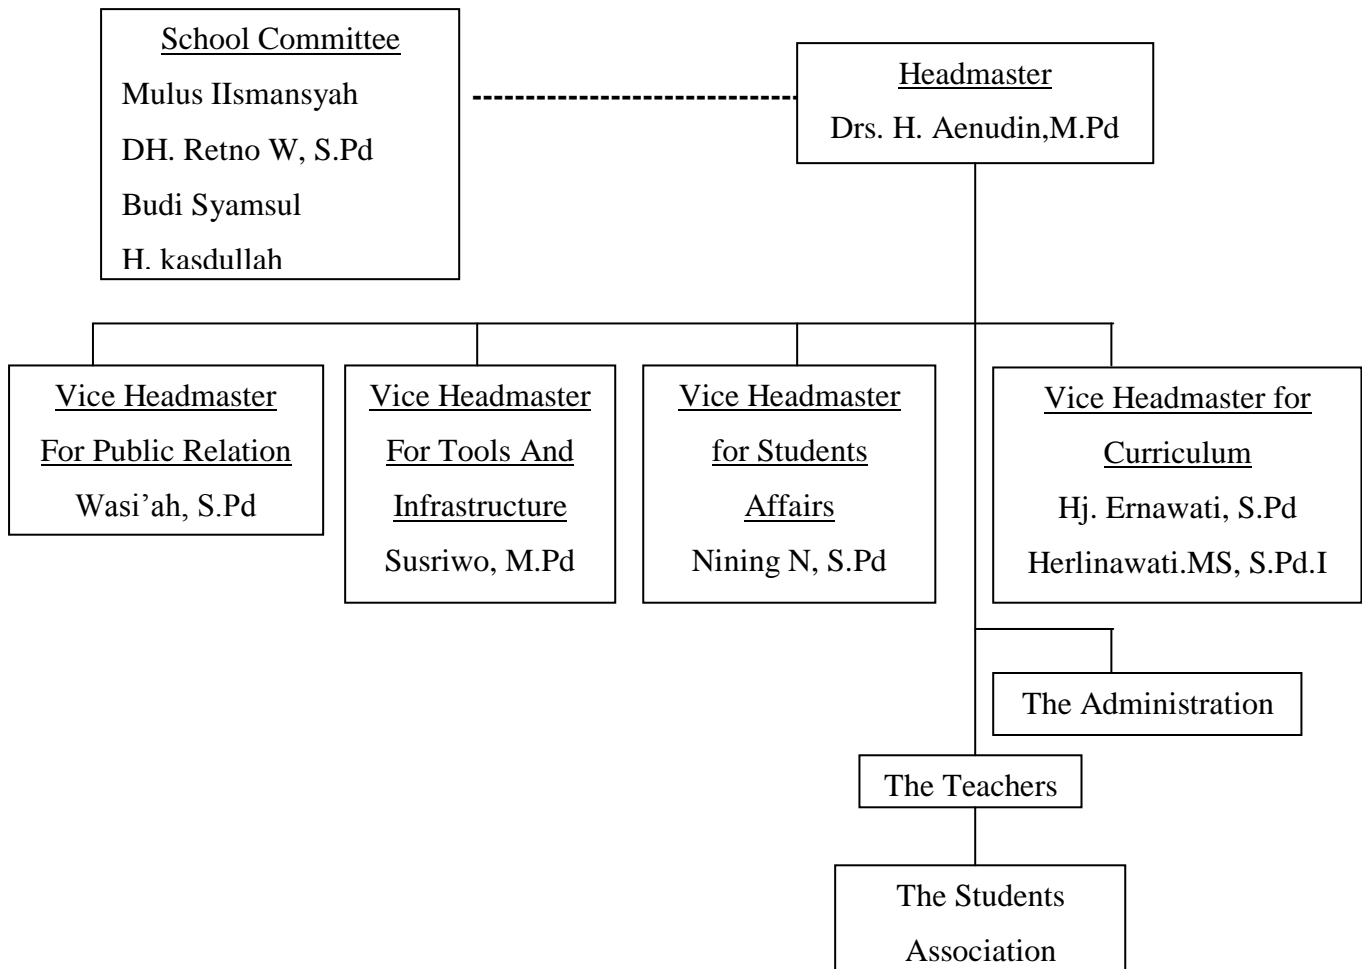 School Committee
Mulus IIsmansyah
DH. Retno W, S.Pd
Budi Syamsul
H. kasdullah
Headmaster
Drs. H. Aenudin,M.Pd
Vice Headmaster
For Public Relation
Wasi’ah, S.Pd
Vice Headmaster
For Tools And
Infrastructure
Susriwo, M.Pd
Vice Headmaster
for Students
Affairs
Nining N, S.Pd
Vice Headmaster for
Curriculum
Hj. Ernawati, S.Pd
Herlinawati.MS, S.Pd.I
The Administration
The Teachers
The Students
Association